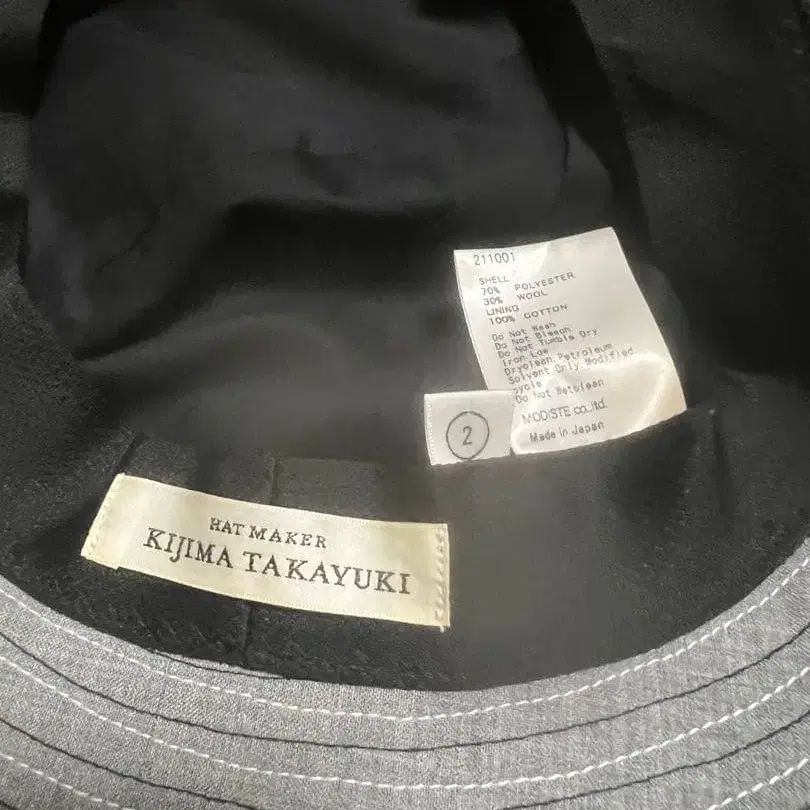 211001
SHELL
70% POLYESTER
30% WOOL
LINING
100% COTTON
Do Not Wash
Do Not Bleach
Do Not Tumble Dry
Iron Low
Dryclean,Petroleum
Solvent Only,Modified
cycle
Do Not Wetclean
MODISTE co.,ltd.
Made in Japan
2
HAT MAKER
KIJIMA TAKAYUKI